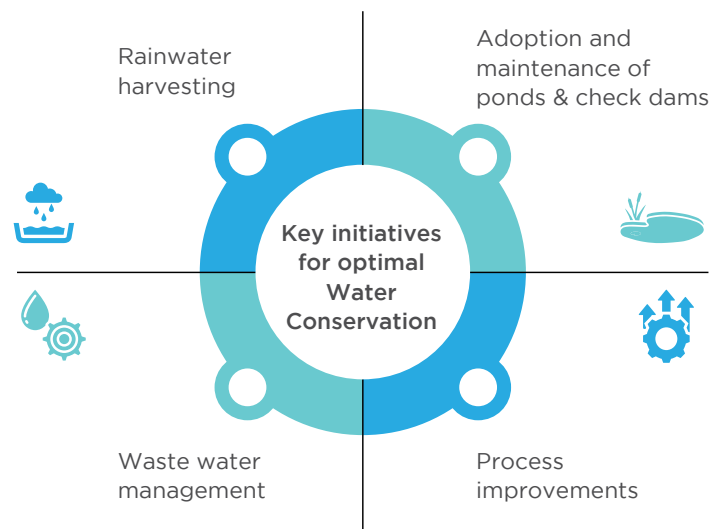 Rainwater
harvesting
Adoption and
maintenance of
ponds & check dams
Key initiatives
for optimal
Water
Conservation
Waste water
management
Process
improvements